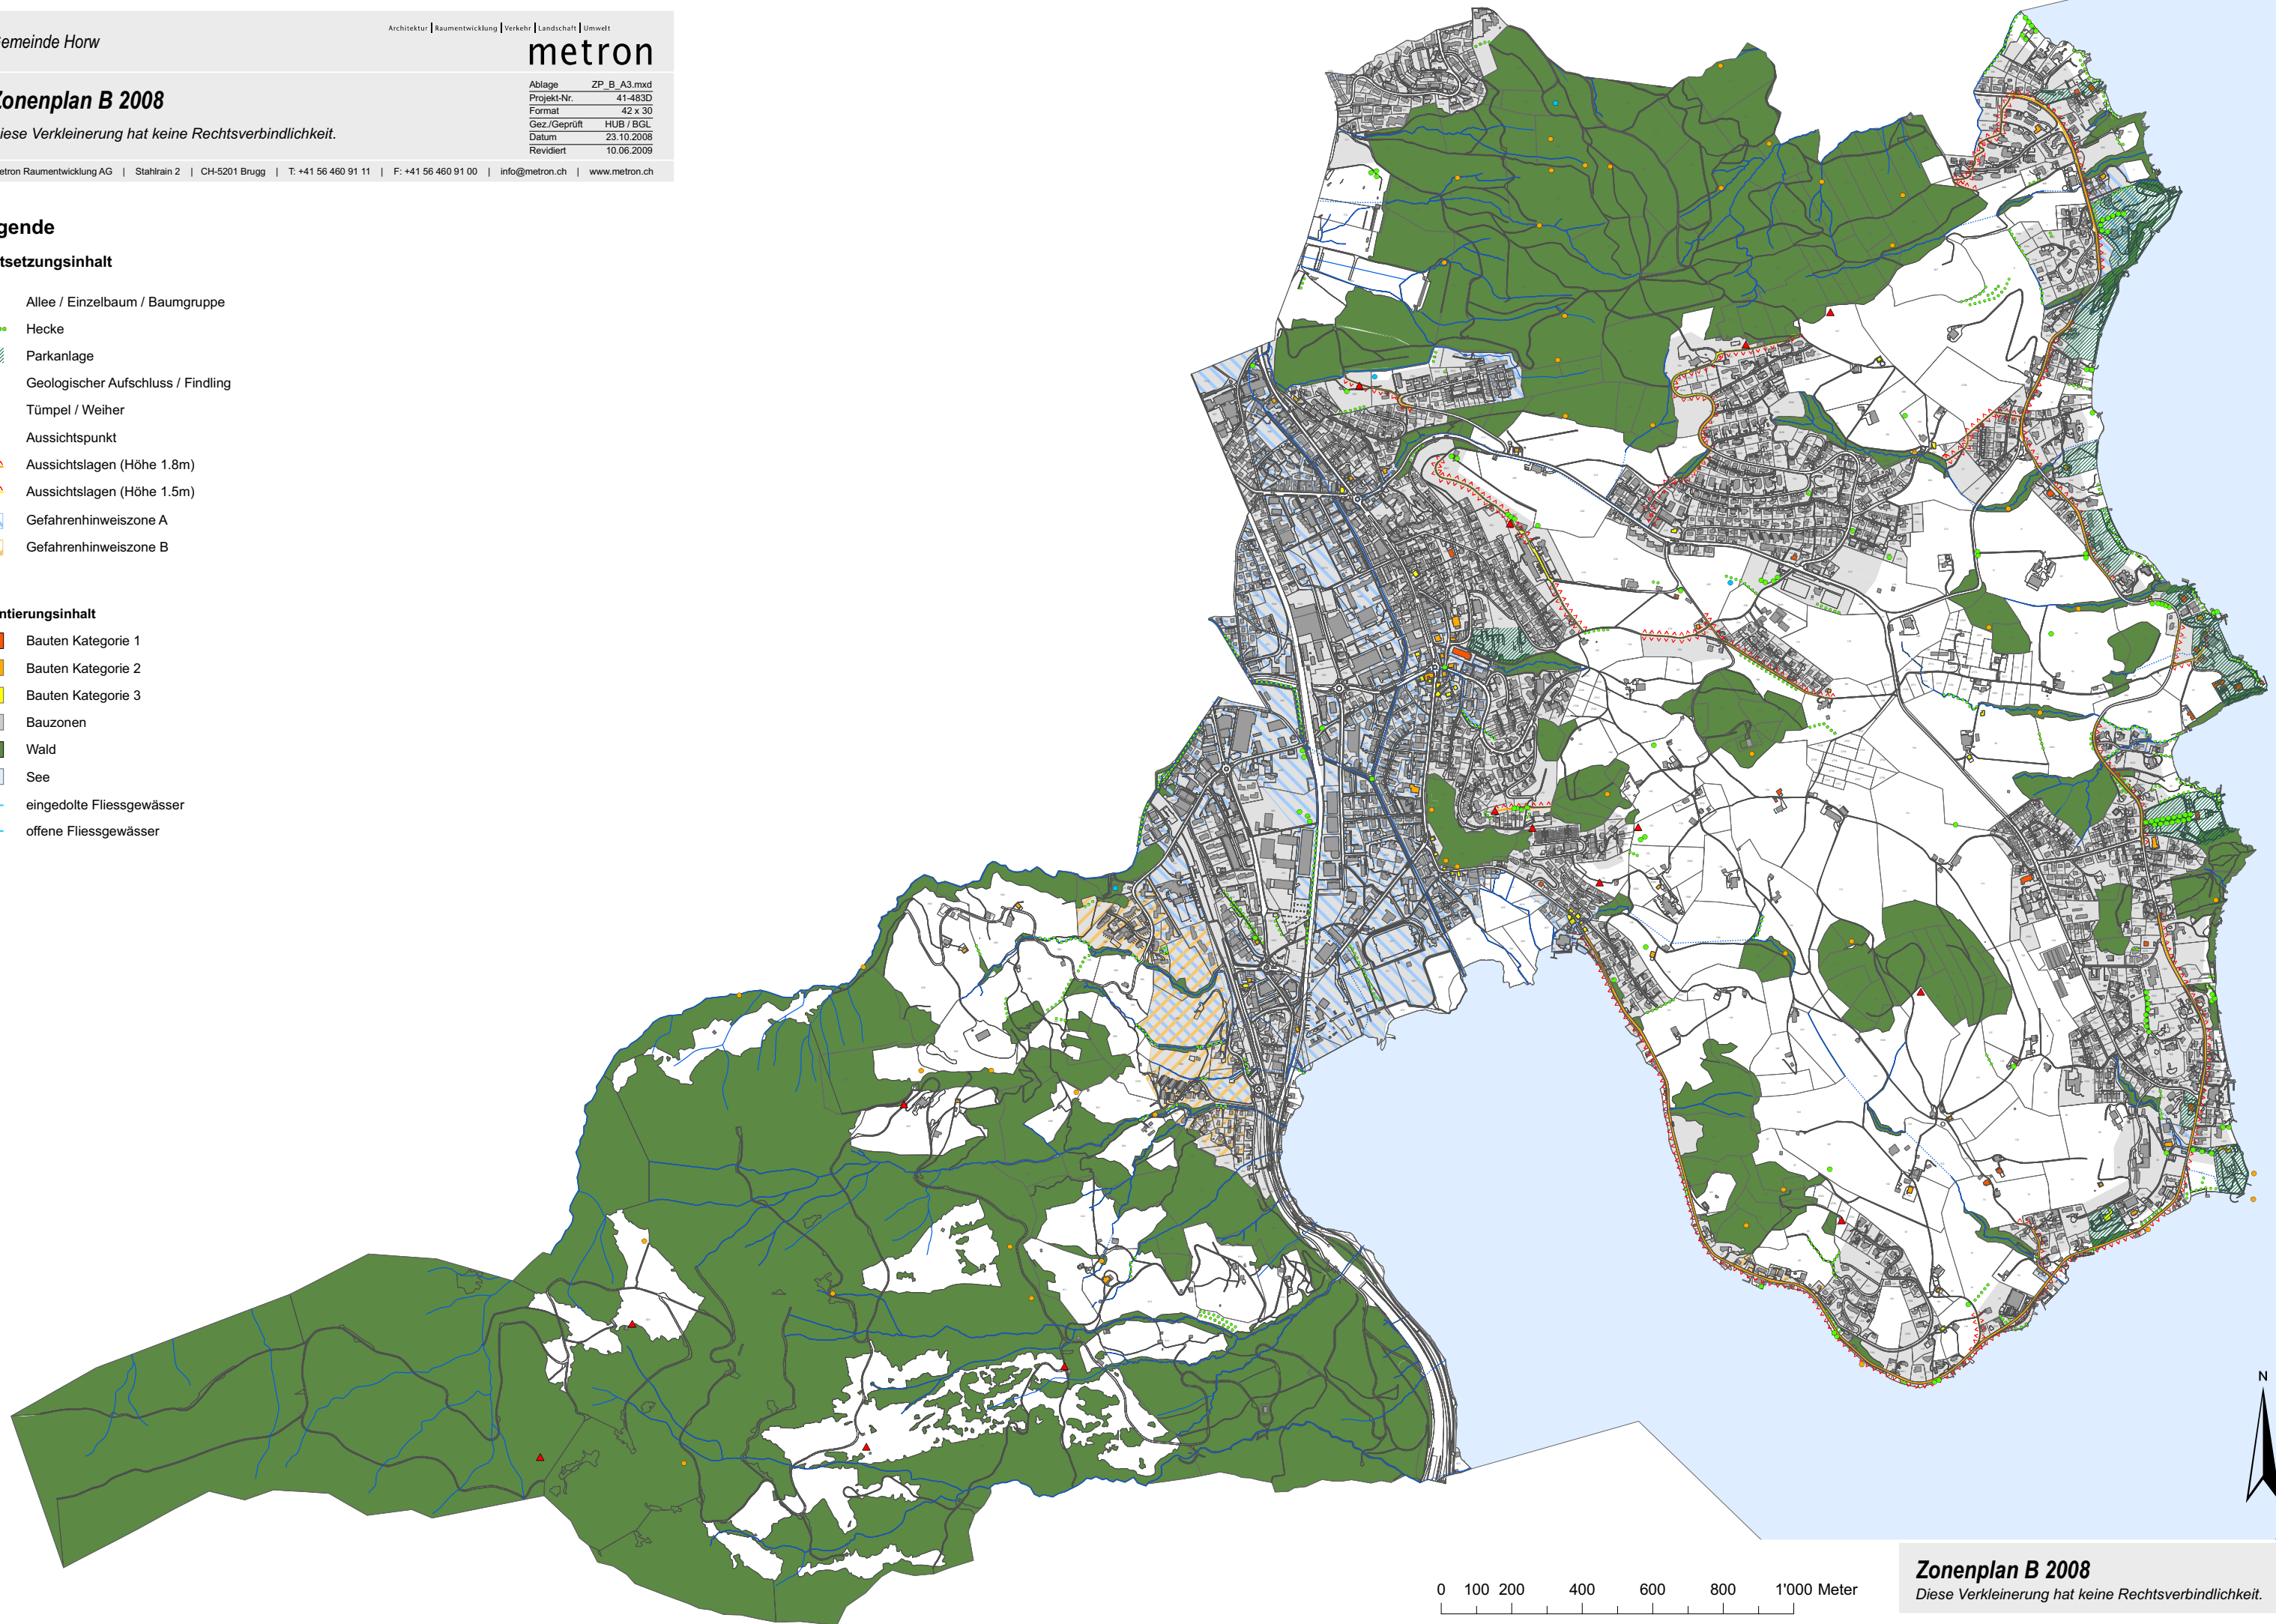 emeinde Horw
Architektur | Raumentwicklung | Verkehr | Landschaft | Umwelt
metron
Zonenplan B 2008
iese Verkleinerung hat keine Rechtsverbindlichkeit.
Ablage ZP_B_A3.mxd
Projekt-Nr. 41-483D
Format 42 x 30
Gez./Geprüft HUB / BGL
Datum 23.10.2008
Revidiert 10.06.2009
etron Raumentwicklung AG | Stahlrain 2 | CH-5201 Brugg | T: +41 56 460 91 11 | F: +41 56 460 91 00 | info@metron.ch | www.metron.ch
gende
tsetzungsinhalt
Allee / Einzelbaum / Baumgruppe
Hecke
Parkanlage
Geologischer Aufschluss / Findling
Tümpel / Weiher
Aussichtspunkt
Aussichtslagen (Höhe 1.8m)
Aussichtslagen (Höhe 1.5m)
Gefahrenhinweiszone A
Gefahrenhinweiszone B
ntierungsinhalt
Bauten Kategorie 1
Bauten Kategorie 2
Bauten Kategorie 3
Bauzonen
Wald
See
eingedolte Fliessgewässer
offene Fliessgewässer
N
0 100 200 400 600 800 1'000 Meter
Zonenplan B 2008
Diese Verkleinerung hat keine Rechtsverbindlichkeit.